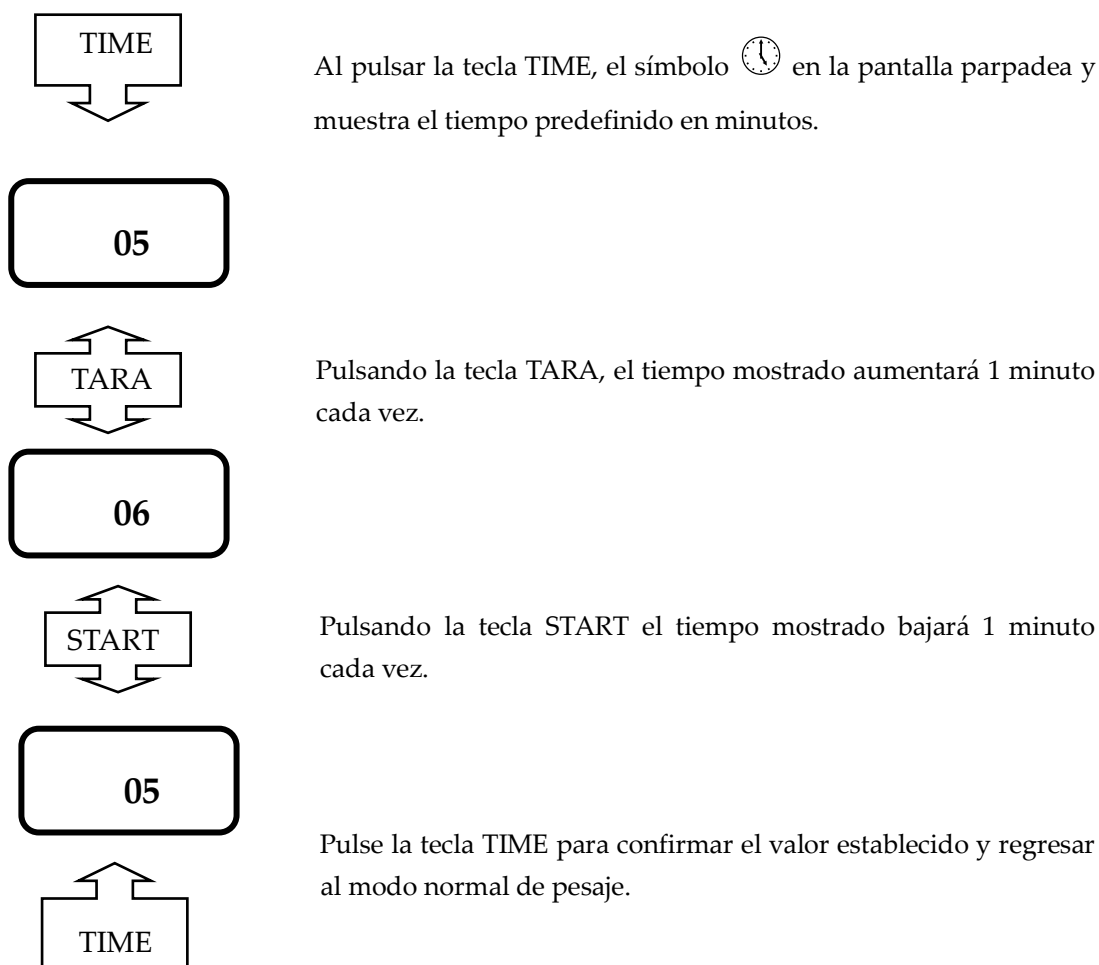 TIME
Al pulsar la tecla TIME, el símbolo en la pantalla parpadea y
muestra el tiempo predefinido en minutos.
05
TARA
Pulsando la tecla TARA, el tiempo mostrado aumentará 1 minuto
cada vez.
06
START
Pulsando la tecla START el tiempo mostrado bajará 1 minuto
cada vez.
05
Pulse la tecla TIME para confirmar el valor establecido y regresar
al modo normal de pesaje.
TIME